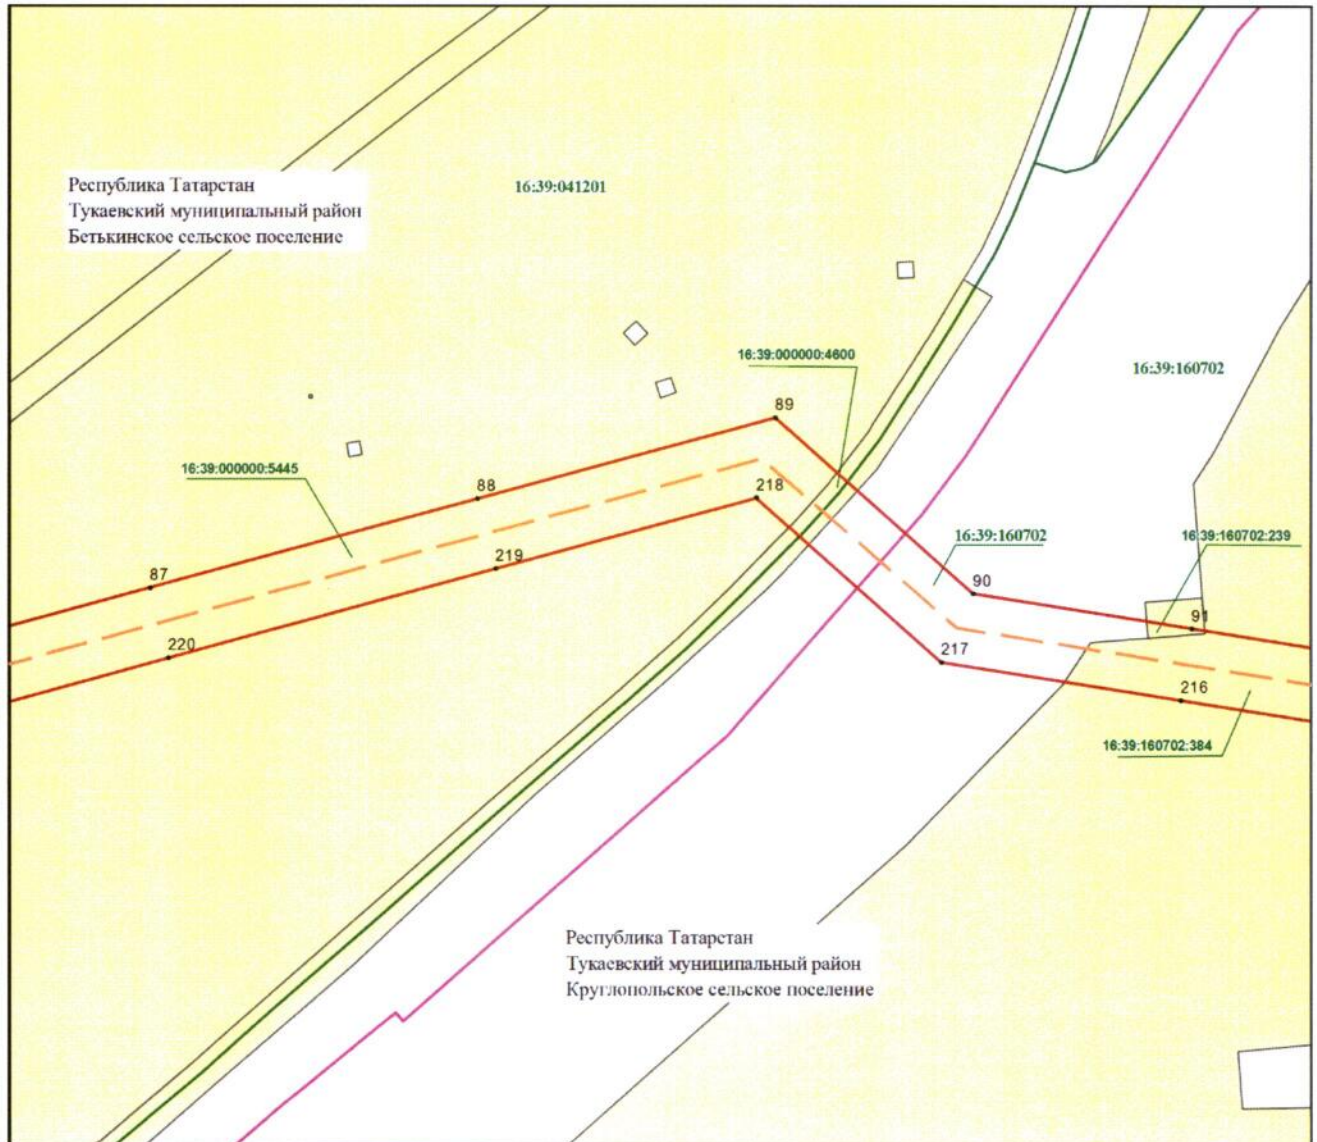 Республика Татарстан
Тукаевский муниципальный район
Бетькинское сельское поселение
16:39:041201
16:39:000000:4600
16:39:160702
89
16:39:000000:5445
88
218
219
87
220
16:39:160702
16:39:160702:239
90
91
217
216
16:39:160702:384
Республика Татарстан
Тукаевский муниципальный район
Круглопольское сельское поселение